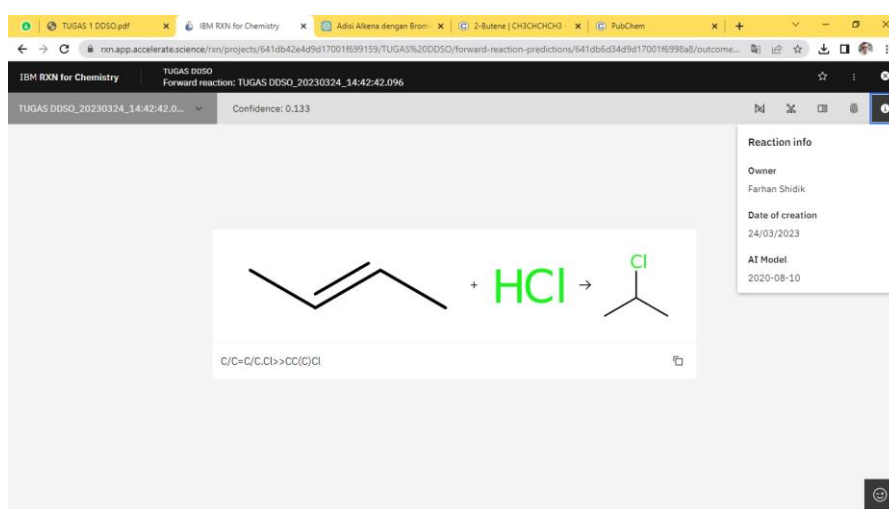 TUGAS 1 DDSO.pdf
IBM RXN for Chemistry
Adisi Alkena dengan Brom
2-Butene | CH3CHCHCH3 -
PubChem
rxn.app.accelerate.science/rxn/projects/641db42e4d9d17001f699159/TUGAS%20DDSO/forward-reaction-predictions/641db6d34d9d17001f6998a8/outcome...
IBM RXN for Chemistry
TUGAS DDSO
Forward reaction: TUGAS DDSO_20230324_14:42:42.096
TUGAS DDSO_20230324_14:42:42.0...
Confidence: 0.133
Reaction info
Owner
Farhan Shidik
Date of creation
24/03/2023
AI Model
2020-08-10
+ HCl → Cl
C/C=C/C.Cl>>CC(C)Cl